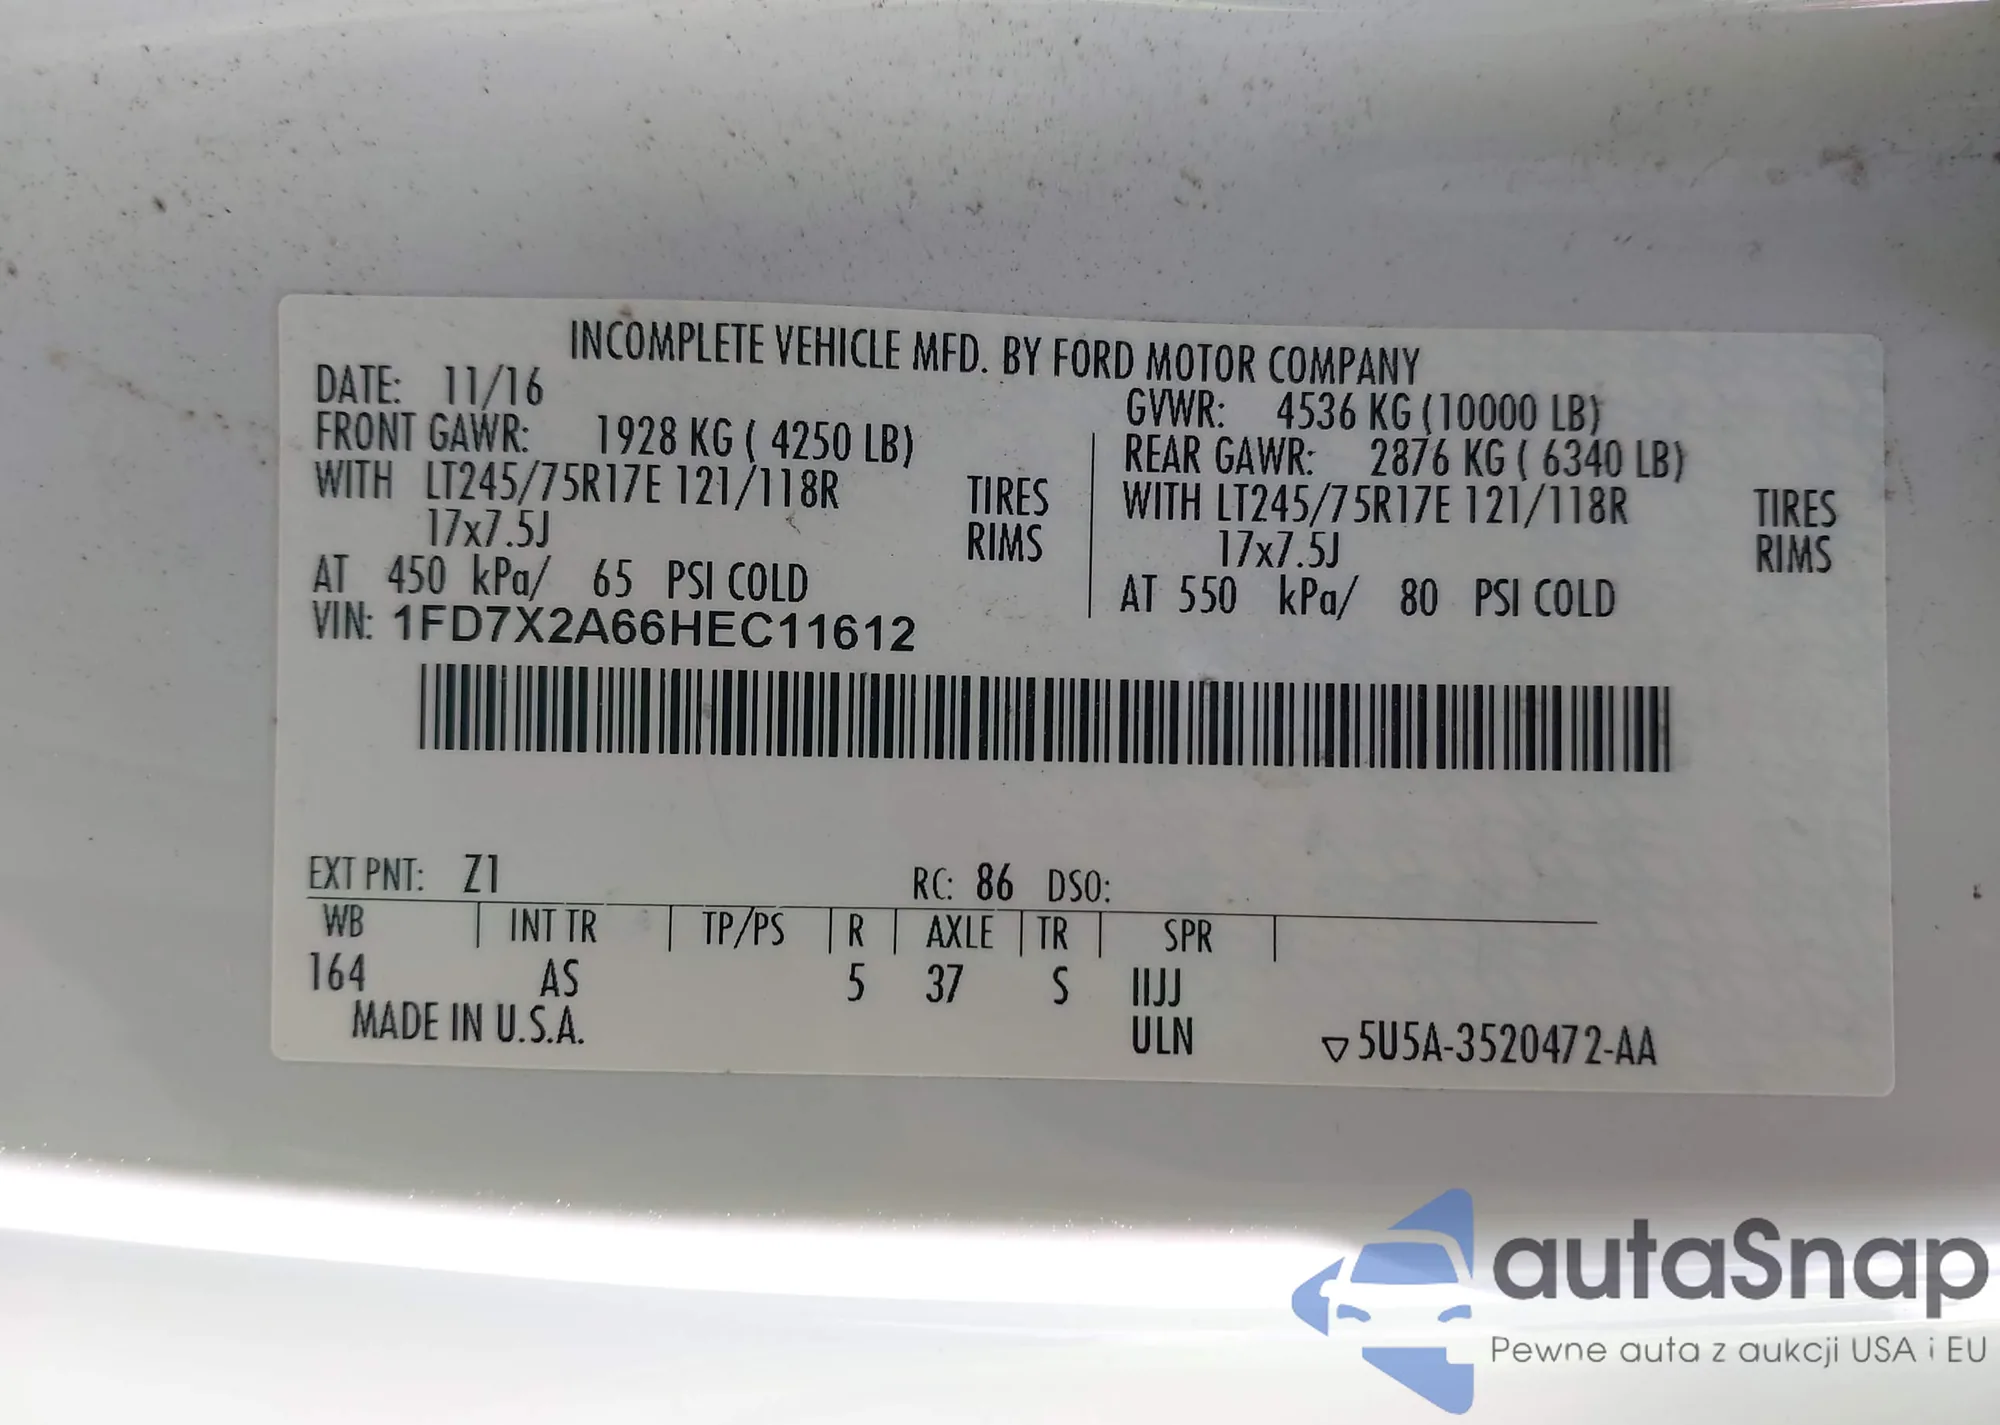 INCOMPLETE VEHICLE MFD. BY FORD MOTOR COMPANY
DATE: 11/16 GVWR: 4536 KG (10000 LB)
FRONT GAWR: 1928 KG ( 4250 LB) REAR GAWR: 2876 KG ( 6340 LB)
WITH LT245/75R17E 121/118R TIRES WITH LT245/75R17E 121/118R TIRES
17x7.5J RIMS 17x7.5J RIMS
AT 450 kPa/ 65 PSI COLD AT 550 kPa/ 80 PSI COLD
VIN: 1FD7X2A66HEC11612
EXT PNT: Z1 RC: 86 DSO:
WB INT TR TP/PS R AXLE TR SPR
164 AS 5 37 S IIJJ
MADE IN U.S.A. ULN ▽5U5A-3520472-AA
autaSnap
Pewne auta z aukcji USA i EU